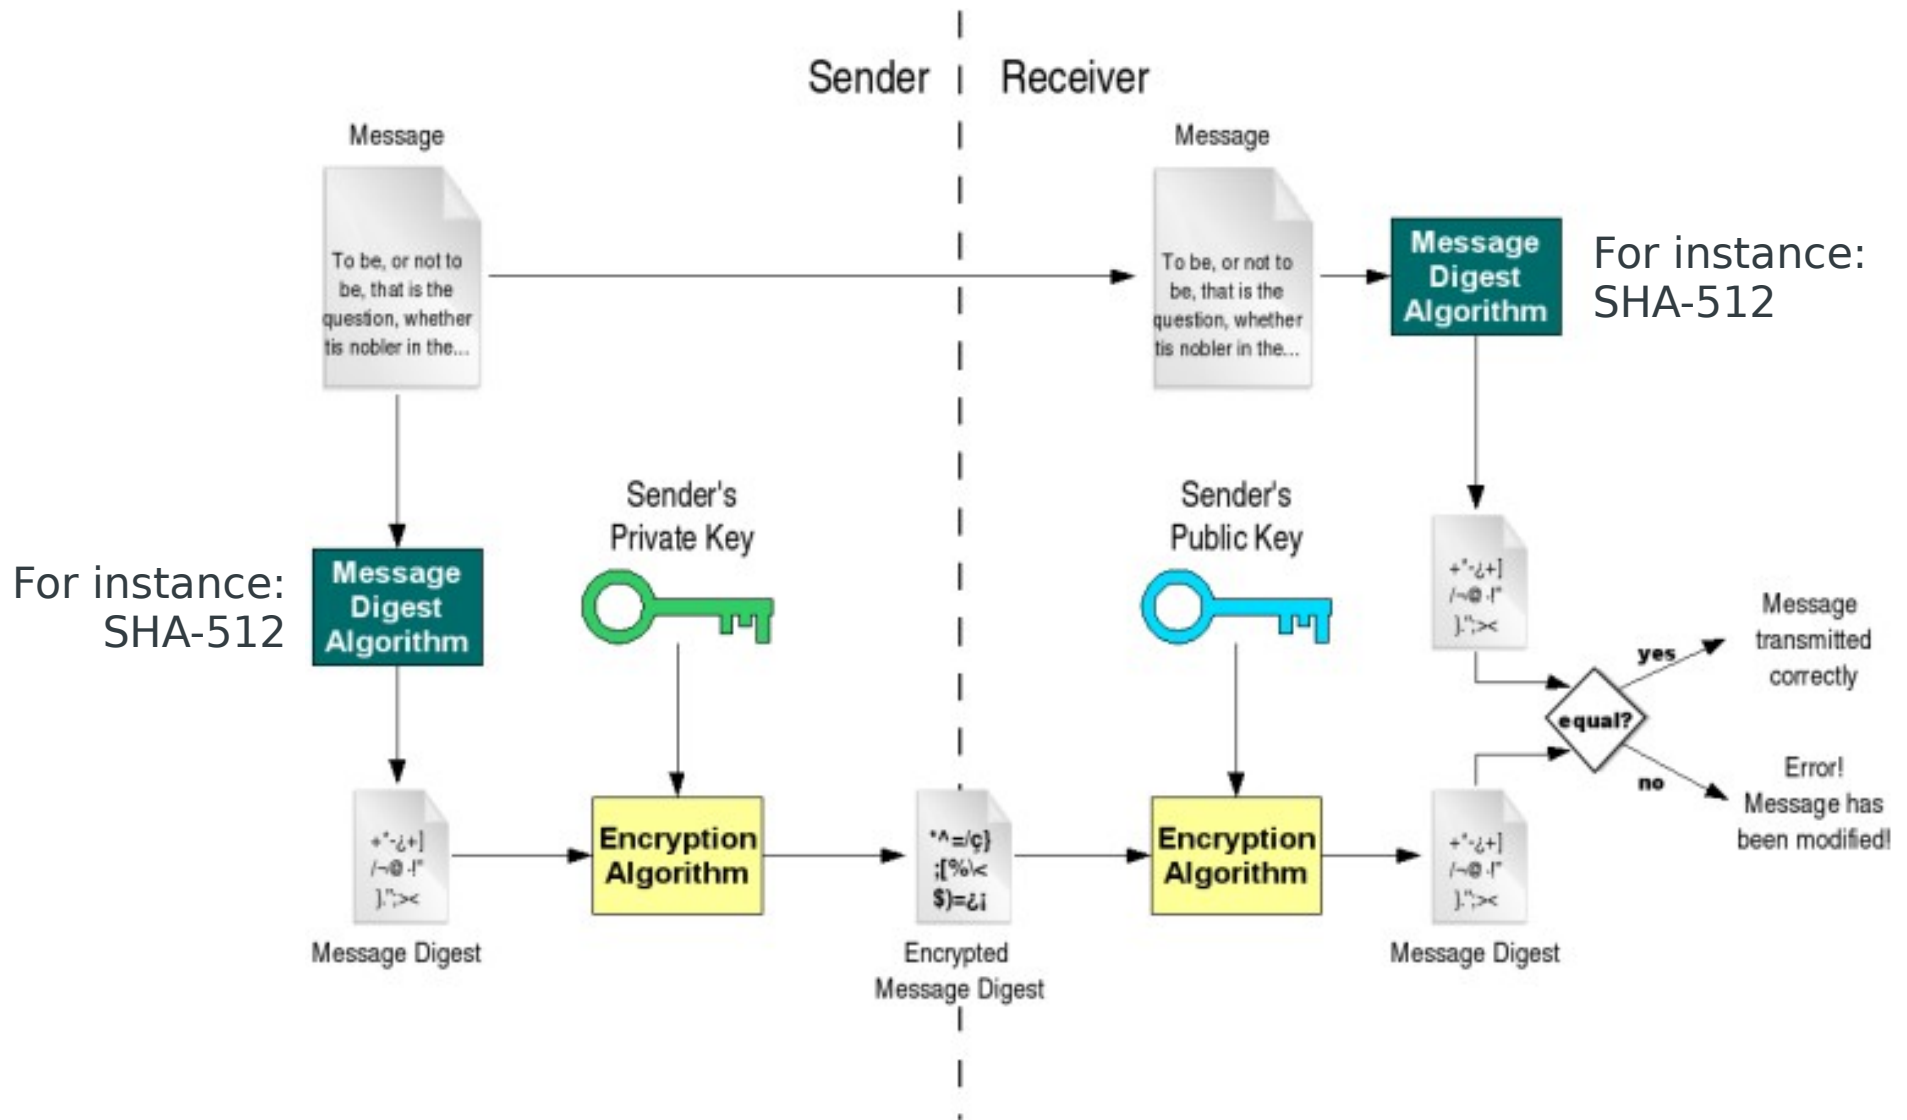 Sender
Receiver
Message
To be, or not to
be, that is the
question, whether
tis nobler in the...
Message
To be, or not to
be, that is the
question, whether
tis nobler in the...
Message
Digest
Algorithm
For instance:
SHA-512
For instance:
SHA-512
Message
Digest
Algorithm
Sender's
Private Key
Sender's
Public Key
+*-¿+]
/¬@·!"
}.";><
equal?
yes
Message
transmitted
correctly
no
Error!
Message has
been modified!
+*-¿+]
/¬@·!"
}.";><
Message Digest
Encryption
Algorithm
*^=/ç}
;[%\<
$)=¿¡
Encrypted
Message Digest
Encryption
Algorithm
+*-¿+]
/¬@·!"
}.";><
Message Digest